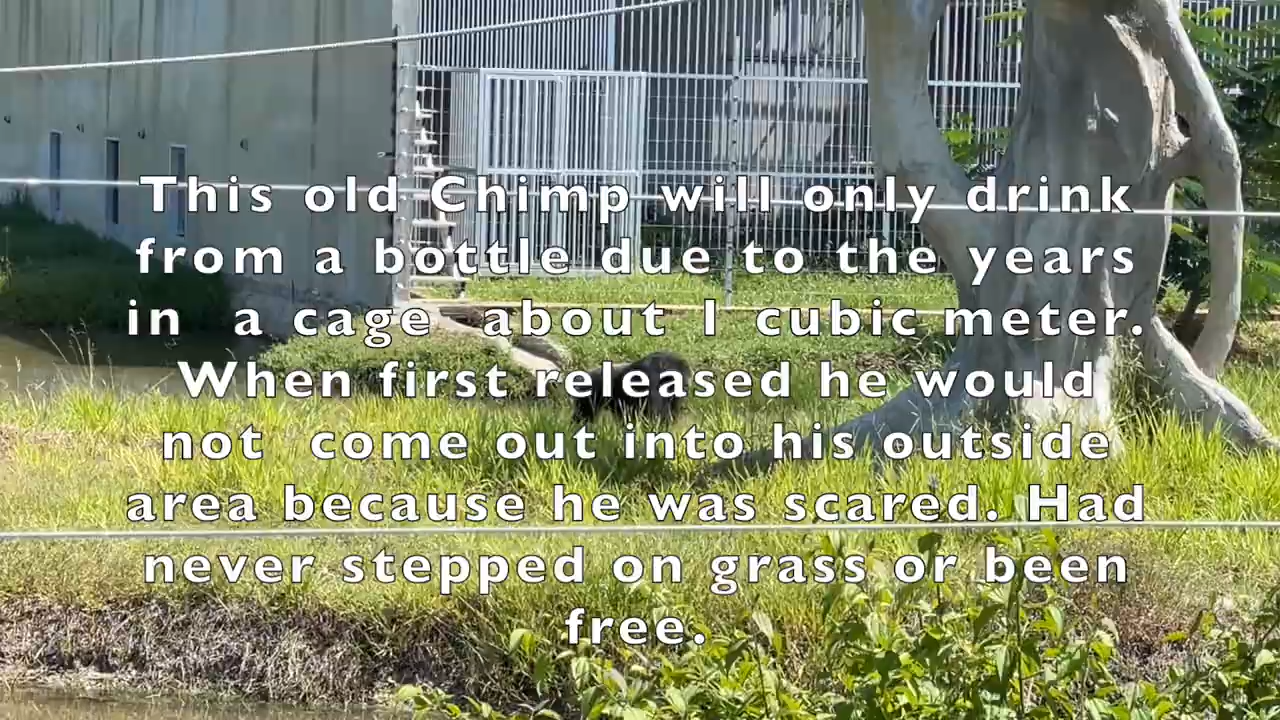 This old Chimp will only drink
from a bottle due to the years
in a cage about 1 cubic meter.
When first released he would
not come out into his outside
area because he was scared. Had
never stepped on grass or been
free.